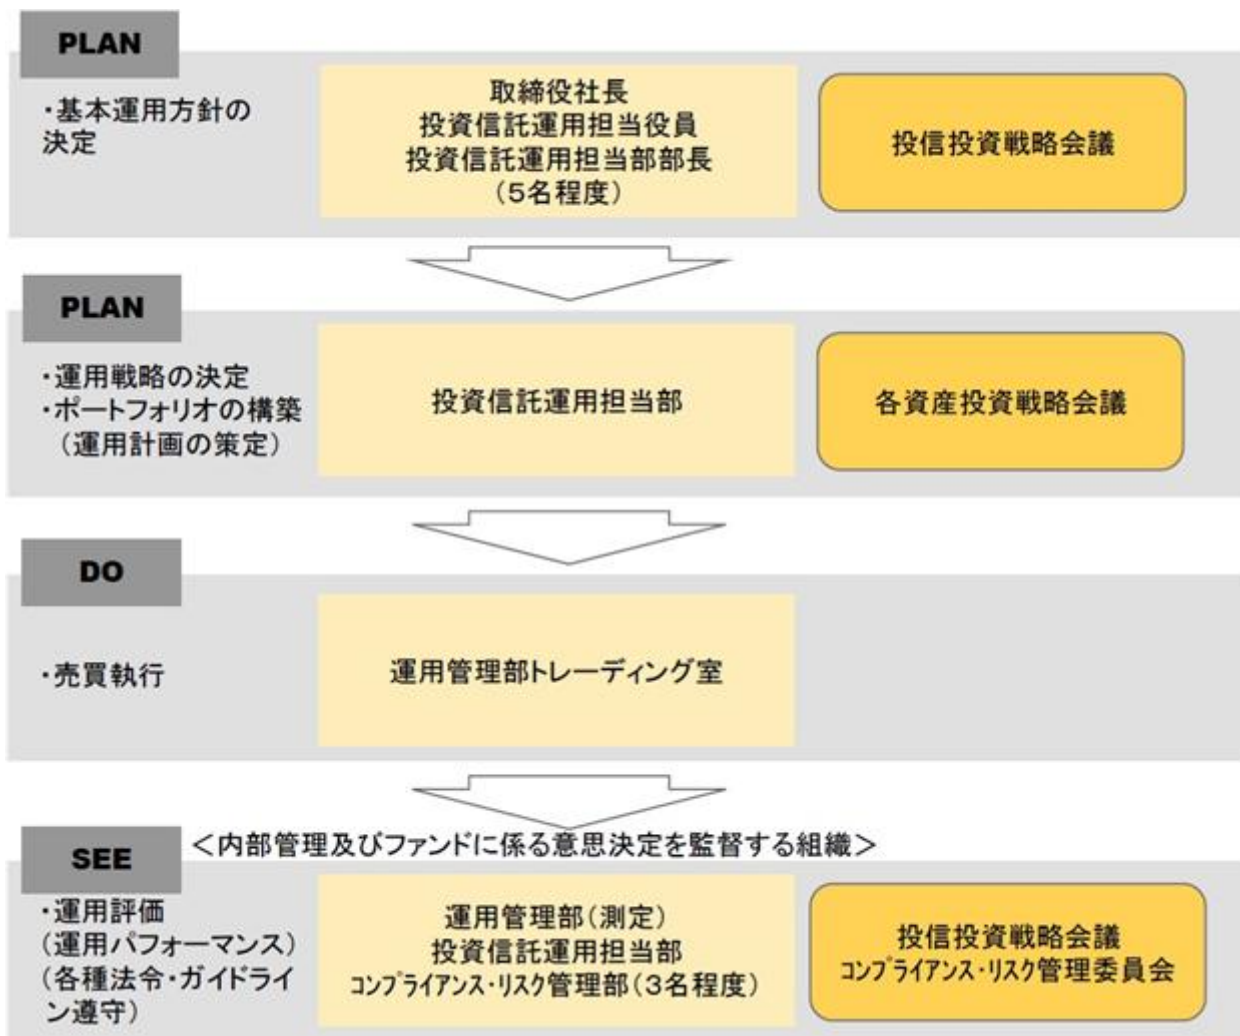 PLAN
・基本運用方針の
決定
取締役社長
投資信託運用担当役員
投資信託運用担当部部長
(5名程度)
投信投資戦略会議
PLAN
・運用戦略の決定
・ポートフォリオの構築
(運用計画の策定)
投資信託運用担当部
各資産投資戦略会議
DO
・売買執行
運用管理部トレーディング室
SEE
<内部管理及びファンドに係る意思決定を監督する組織>
・運用評価
(運用パフォーマンス)
(各種法令・ガイドライ
ン遵守)
運用管理部(測定)
投資信託運用担当部
コンプライアンス・リスク管理部(3名程度)
投信投資戦略会議
コンプライアンス・リスク管理委員会